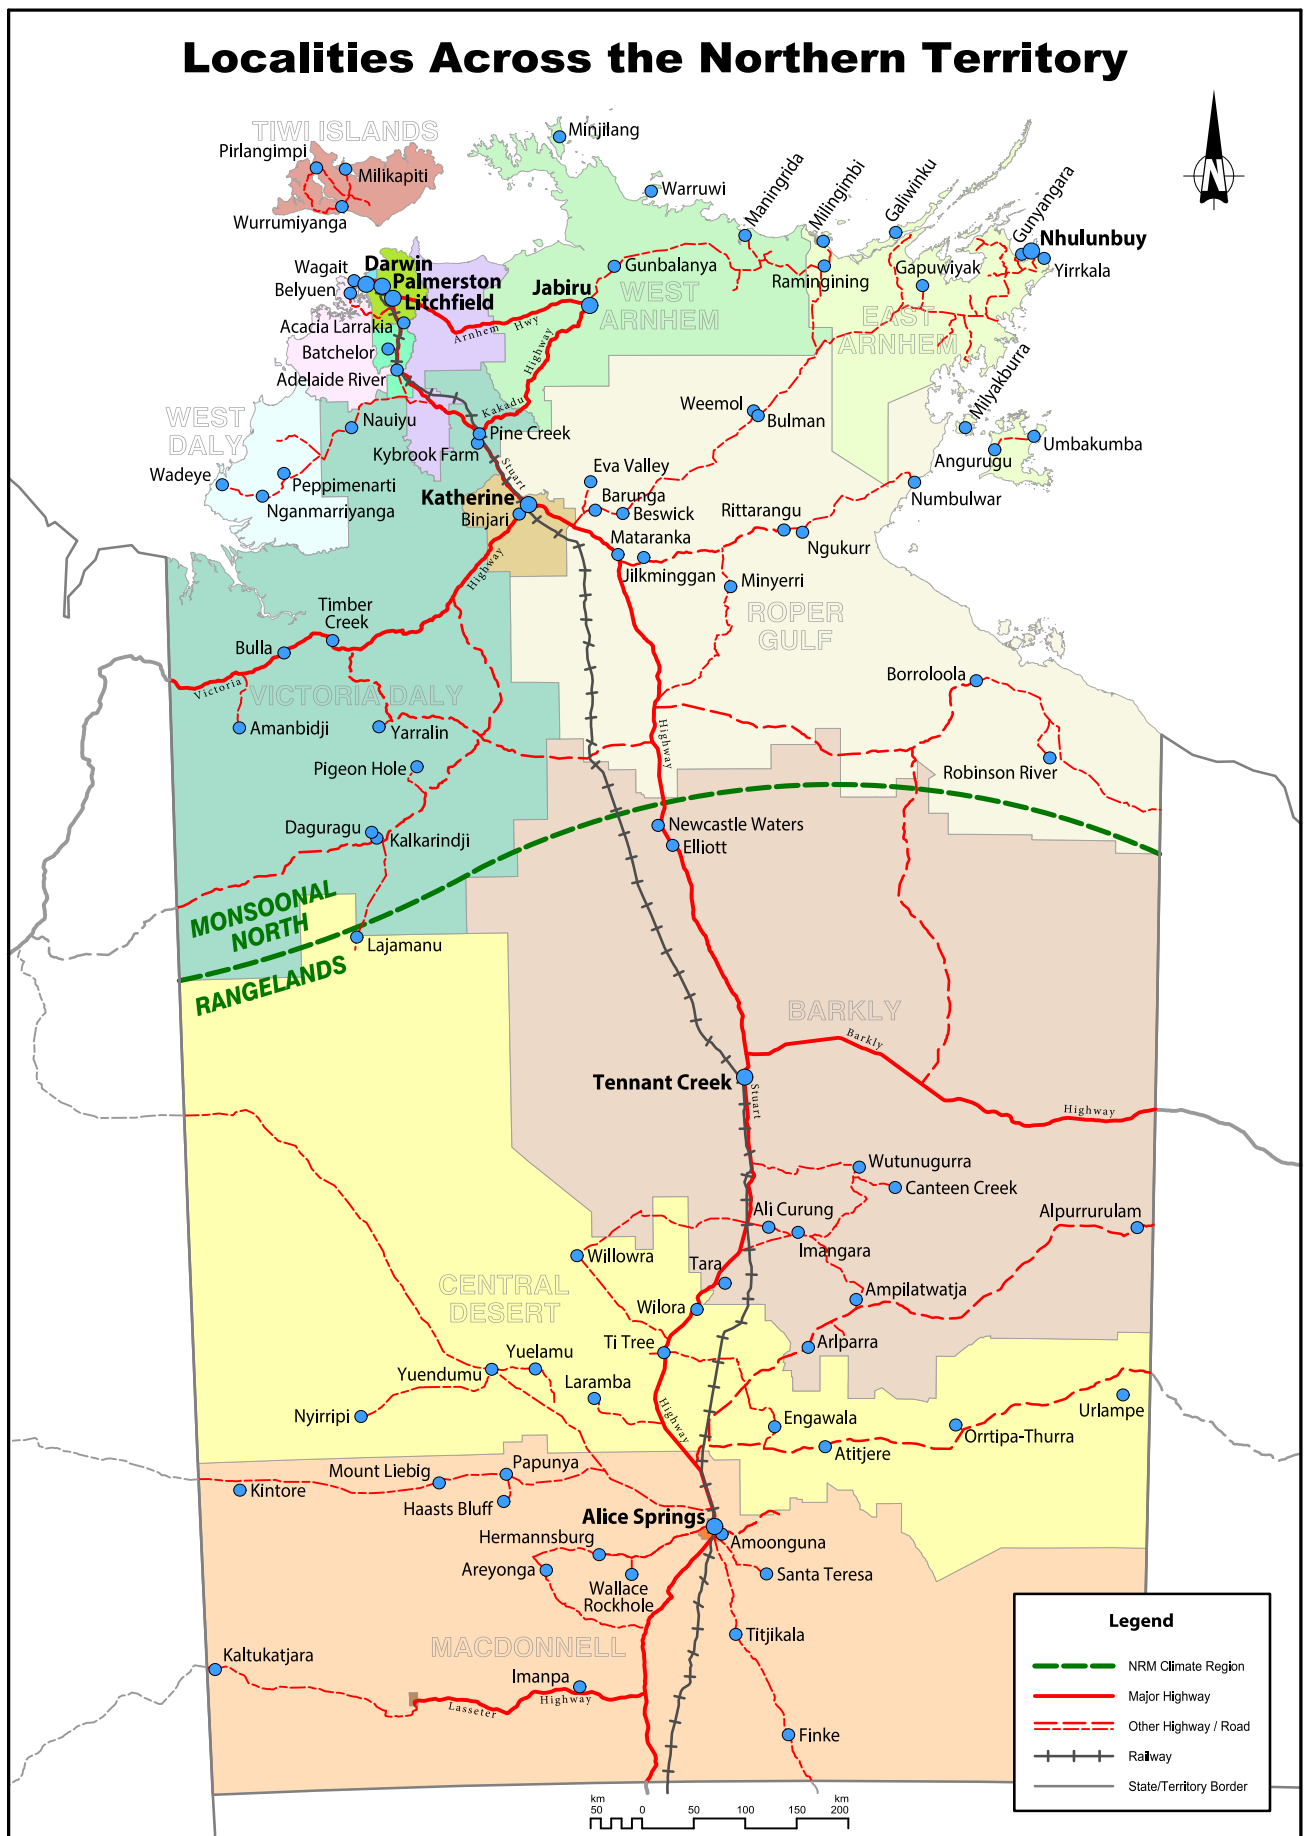 Localities Across the Northern Territory
TIWI ISLANDS
Pirlangimpi
Milikapiti
Wurrumiyanga
Minjilang
Warruwi
Maningrida
Milingimbi
Galiwinku
Gunyangara
Nhulunbuy
Yirrkala
Gapuwiyak
Ramingining
Gunbalanya
Jabiru
WEST
ARNHEM
EAST
ARNHEM
Wagait
Belyuen
Darwin
Palmerston
Litchfield
Acacia Larrakia
Batchelor
Adelaide River
Arnhem Hwy
Kakadu Highway
WEST
DALY
Nauiyu
Pine Creek
Kybrook Farm
Wadeye
Peppimenarti
Nganmarriyanga
Stuart
Weemol
Bulman
Milyakburra
Angurugu
Umbakumba
Numbulwar
Eva Valley
Barunga
Beswick
Katherine
Binjari
Rittarangu
Ngukurr
Mataranka
Jilkminggan
Minyerri
Highway
ROPER
GULF
Timber
Creek
Bulla
Victoria
VICTORIA DALY
Amanbidji
Yarralin
Pigeon Hole
Borroloola
Robinson River
Highway
Daguragu
Kalkarindji
Newcastle Waters
Elliott
MONSOONAL
NORTH
RANGELANDS
Lajamanu
BARKLY
Barkly
Highway
Tennant Creek
Stuart
Wutunugurra
Canteen Creek
Ali Curung
Imangara
Alpurrurulam
Willowra
Tara
Ampilatwatja
CENTRAL
DESERT
Wilora
Ti Tree
Arlparra
Yuelamu
Yuendumu
Laramba
Nyirripi
Highway
Engawala
Atitjere
Orrtipa-Thurra
Urlampe
Papunya
Mount Liebig
Kintore
Haasts Bluff
Alice Springs
Amoonguna
Hermannsburg
Areyonga
Wallace
Rockhole
Santa Teresa
Titjikala
MACDONNELL
Kaltukatjara
Imanpa
Lasseter
Highway
Finke
Legend
NRM Climate Region
Major Highway
Other Highway / Road
Railway
State/Territory Border
km
km
50 0 50 100 150 200
N